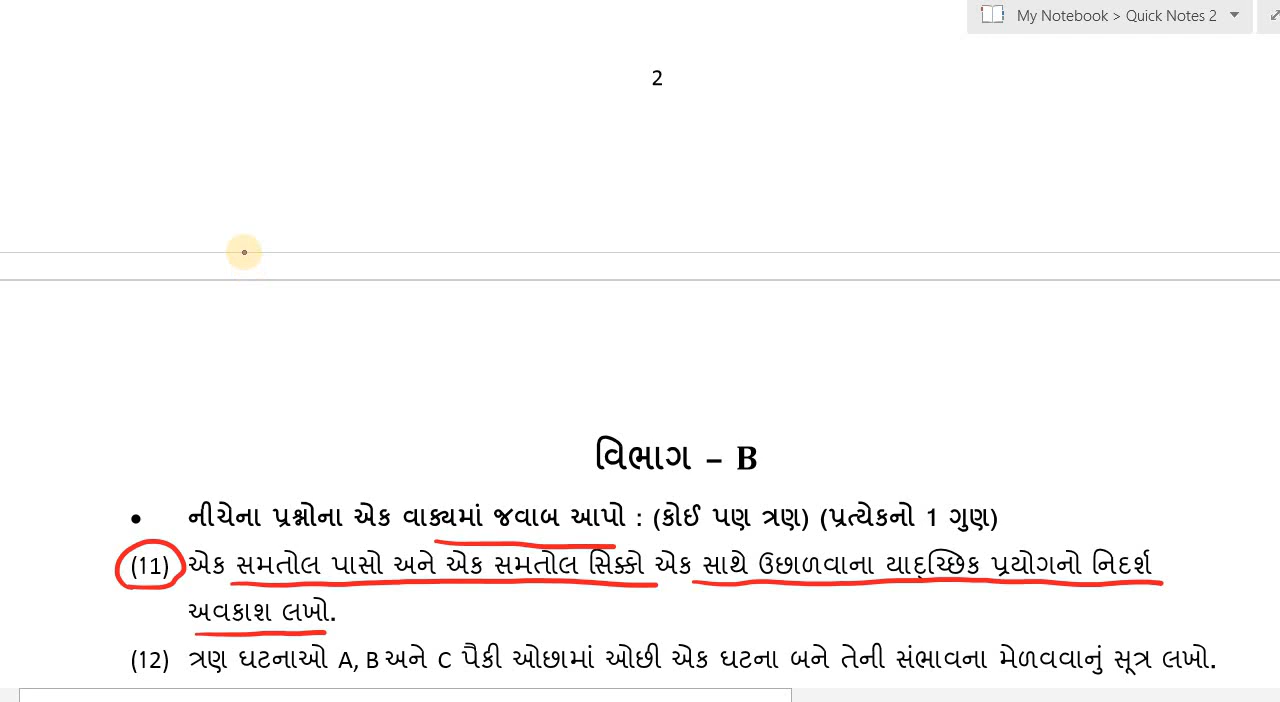 My Notebook > Quick Notes 2
2
વિભાગ – B
• નીચેના પ્રશ્નોના એક વાક્યમાં જવાબ આપો : (કોઈ પણ ત્રણ) (પ્રત્યેકનો 1 ગુણ)
(11) એક સમતોલ પાસો અને એક સમતોલ સિક્કો એક સાથે ઉછાળવાના યાદૃચ્છિક પ્રયોગનો નિદર્શ
અવકાશ લખો.
(12) ત્રણ ઘટનાઓ A, B અને C પૈકી ઓછામાં ઓછી એક ઘટના બને તેની સંભાવના મેળવવાનું સૂત્ર લખો.